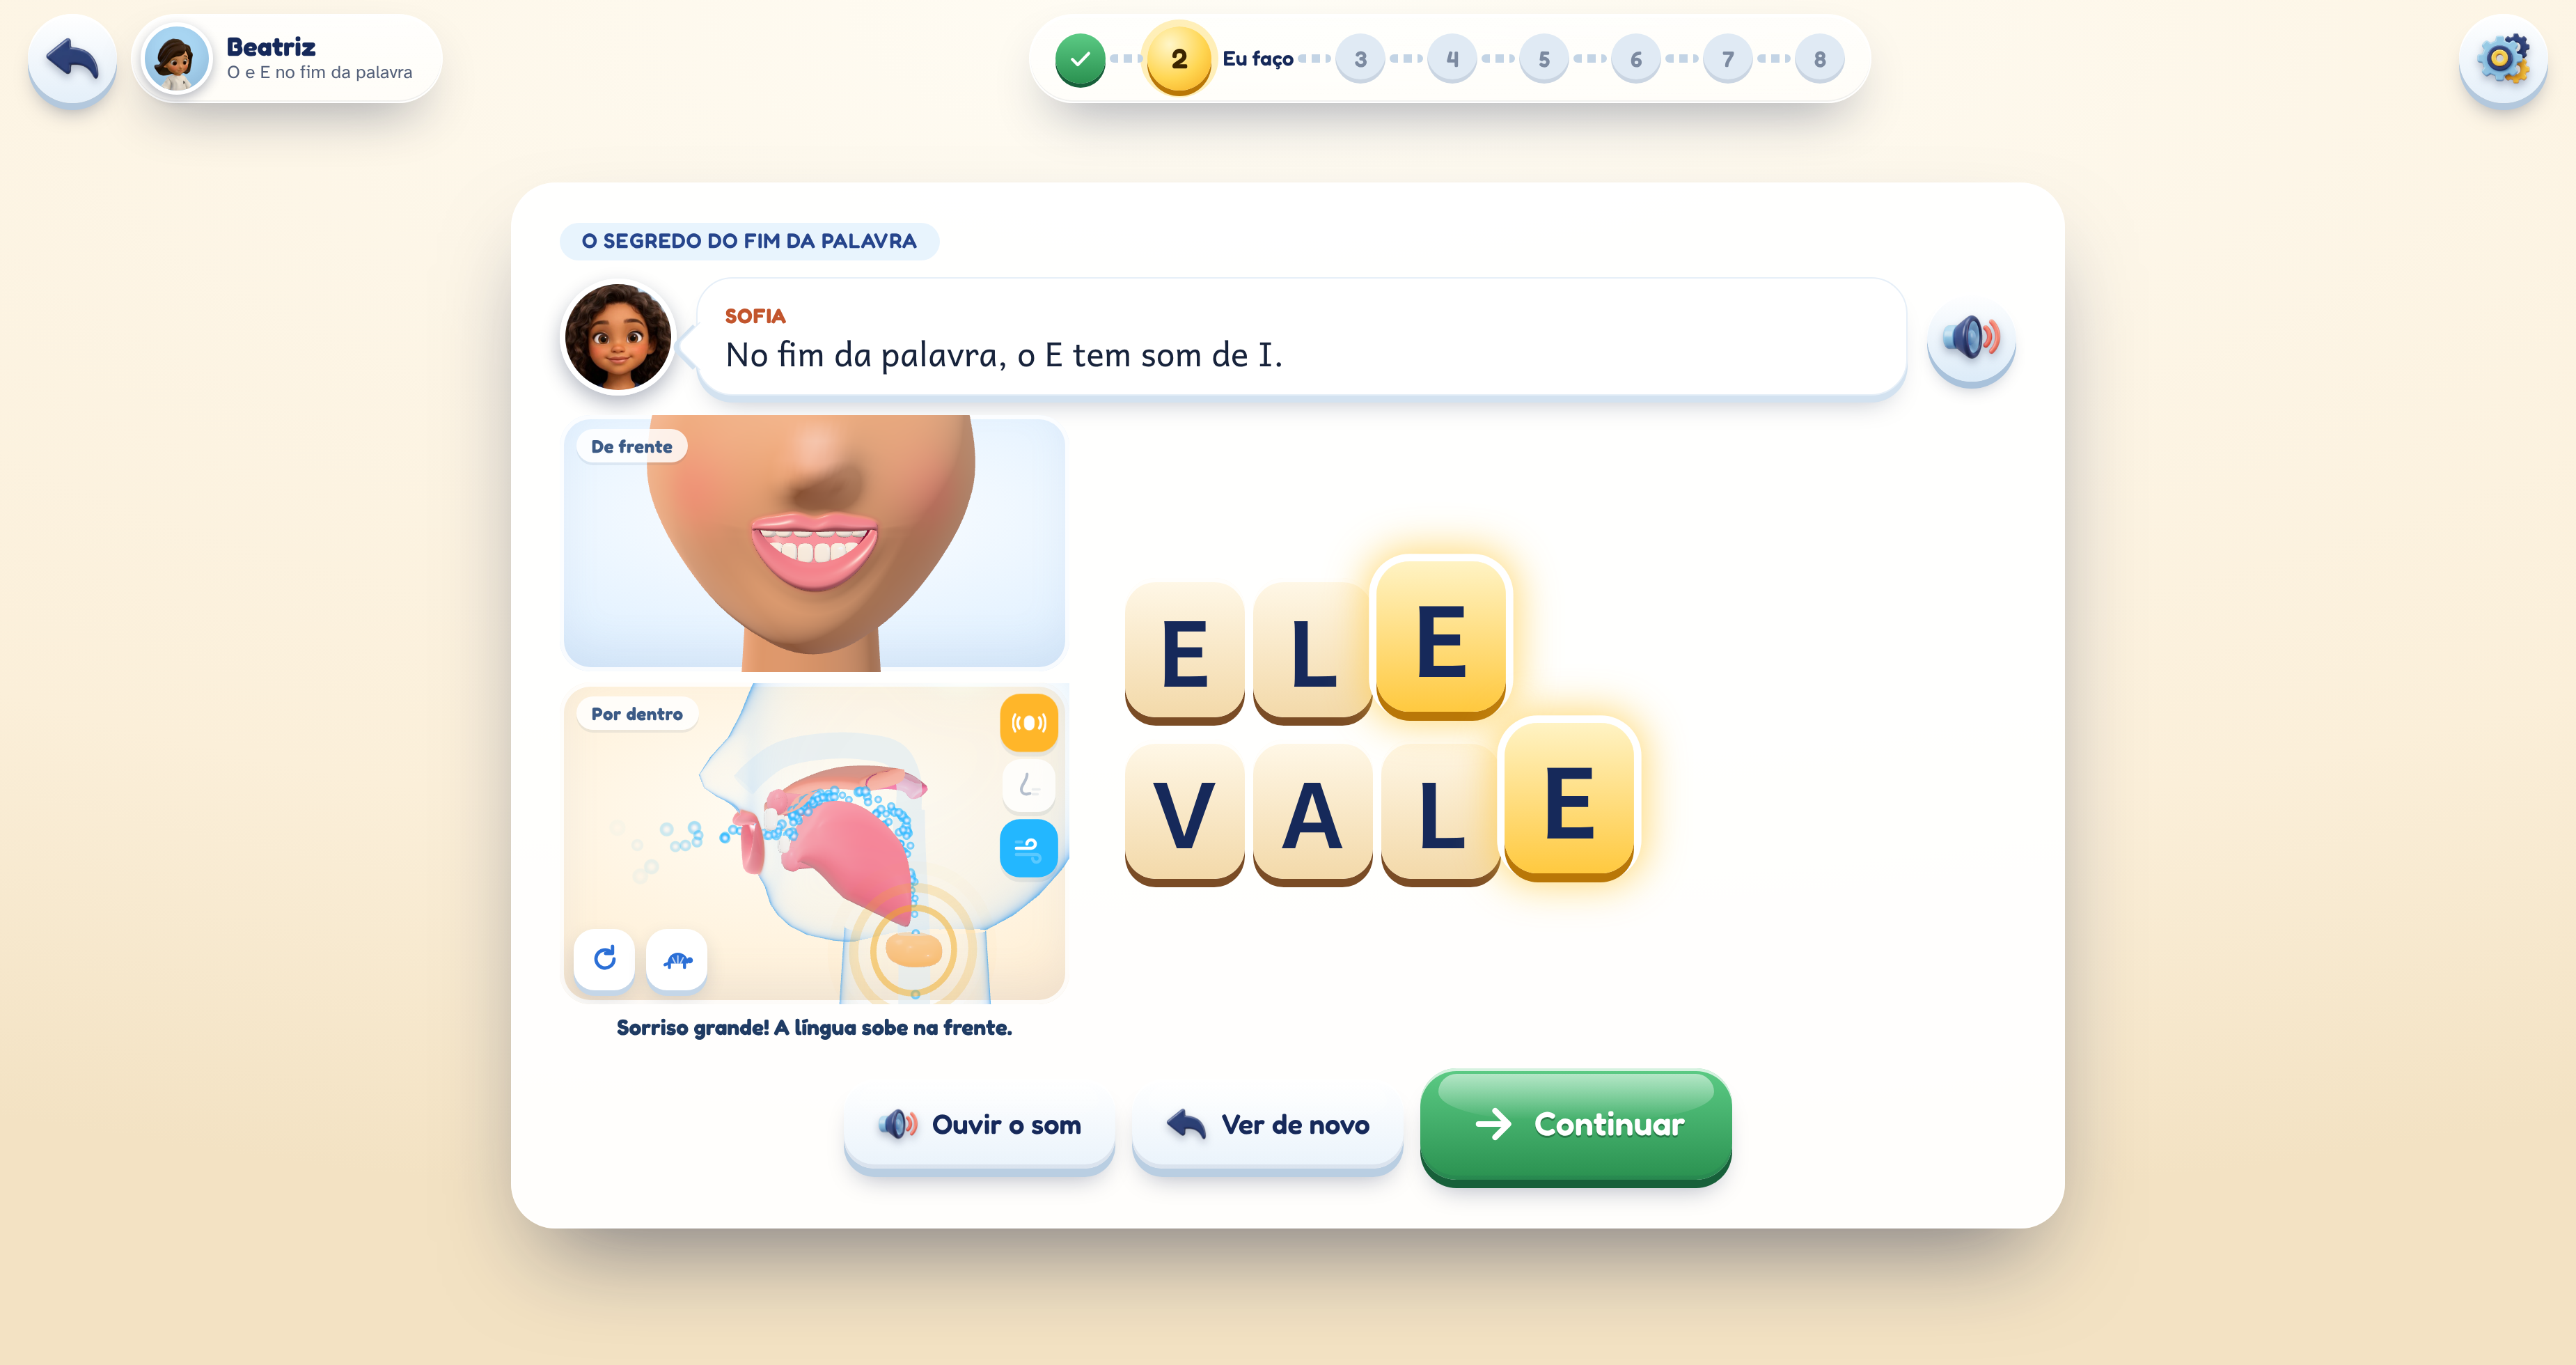 Beatriz
O e E no fim da palavra
2 Eu faço 3 4 5 6 7 8
O SEGREDO DO FIM DA PALAVRA
SOFIA
No fim da palavra, o E tem som de I.
De frente
E L E
V A L E
Por dentro
Sorriso grande! A língua sobe na frente.
Ouvir o som
Ver de novo
Continuar